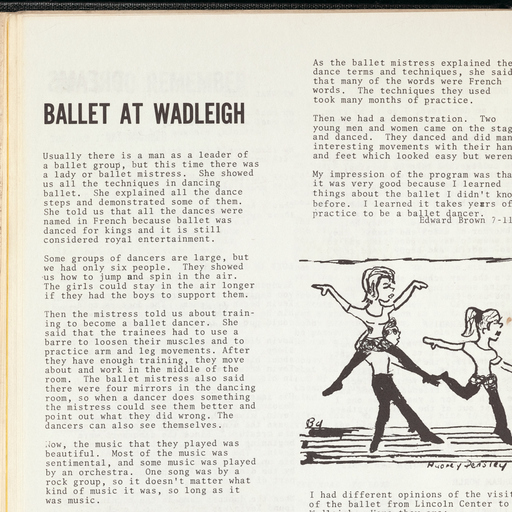 BALLET AT WADLEIGH
Usually there is a man as a leader of
a ballet group, but this time there was
a lady or ballet mistress.  She showed
us all the techniques in dancing
ballet.  She explained all the dance
steps and demonstrated some of them.
She told us that all the dances were
named in French because ballet was
danced for kings and it is still
considered royal entertainment.
Some groups of dancers are large, but
we had only six people.  They showed
us how to jump and spin in the air.
The girls could stay in the air longer
if they had the boys to support them.
Then the mistress told us about train-
ing to become a ballet dancer.  She
said that the trainees had to use a
barre to loosen their muscles and to
practice arm and leg movements. After
they have enough training, they move
about and work in the middle of the
room.  The ballet mistress also said
there were four mirrors in the dancing
room, so when a dancer does something
the mistress could see them better and
point out what they did wrong. The
dancers can also see themselves.
Now, the music that they played was
beautiful.  Most of the music was
sentimental, and some music was played
by an orchestra.  One song was by a
rock group, so it doesn't matter what
kind of music it was, so long as it
was music.
As the ballet mistress explained the
dance terms and techniques, she said
that many of the words were French
words.  The techniques they used
took many months of practice.
Then we had a demonstration.  Two
young men and women came on the stag
and danced.  They danced and did man
interesting movements with their han
and feet which looked easy but weren
My impression of the program was tha
it was very good because I learned
things about the ballet I didn't kno
before.  I learned it takes years of
practice to be a ballet dancer.
Edward Brown 7-11
By
Audrey Tensley
I had different opinions of the visit
of the ballet from Lincoln Center to